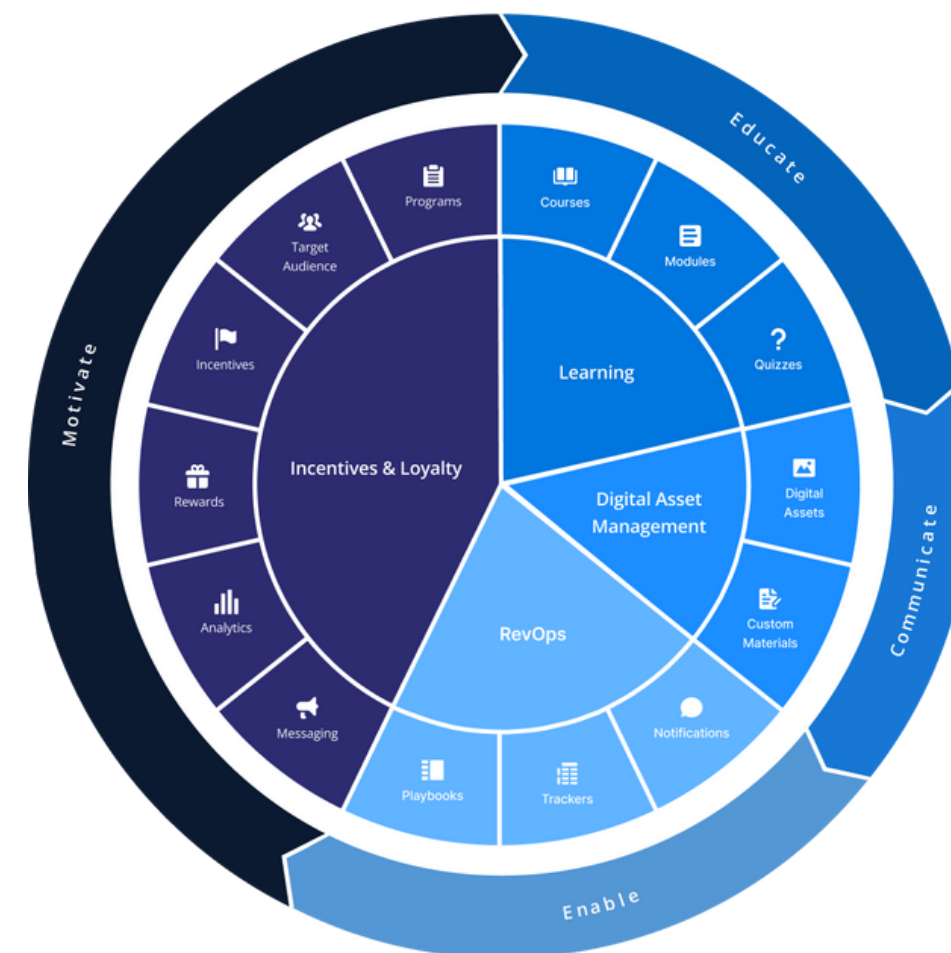 Educate
Communicate
Enable
Motivate
Courses
Modules
Quizzes
Digital
Assets
Custom
Materials
Notifications
Trackers
Playbooks
Messaging
Analytics
Rewards
Incentives
Target
Audience
Programs
Learning
Digital Asset
Management
RevOps
Incentives & Loyalty